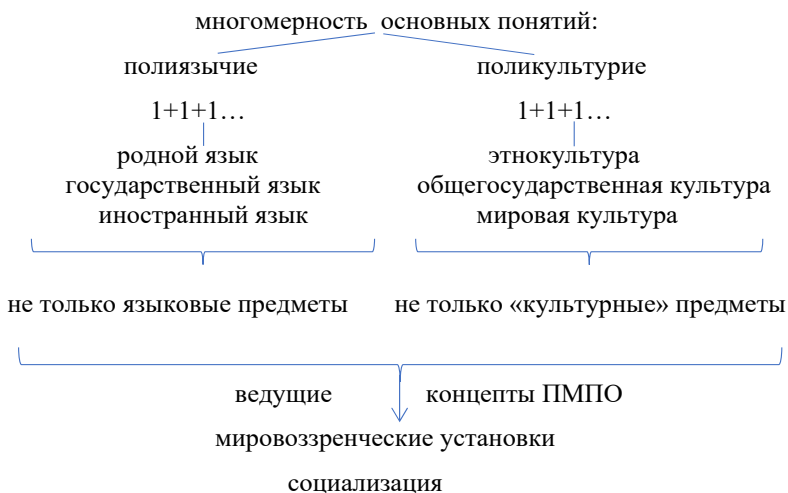 многомерность основных понятий:
полиязычие поликультурие
1+1+1… 1+1+1…
родной язык этнокультура
государственный язык общегосударственная культура
иностранный язык мировая культура
не только языковые предметы не только «культурные» предметы
ведущие концепты ПМПО
мировоззренческие установки
социализация